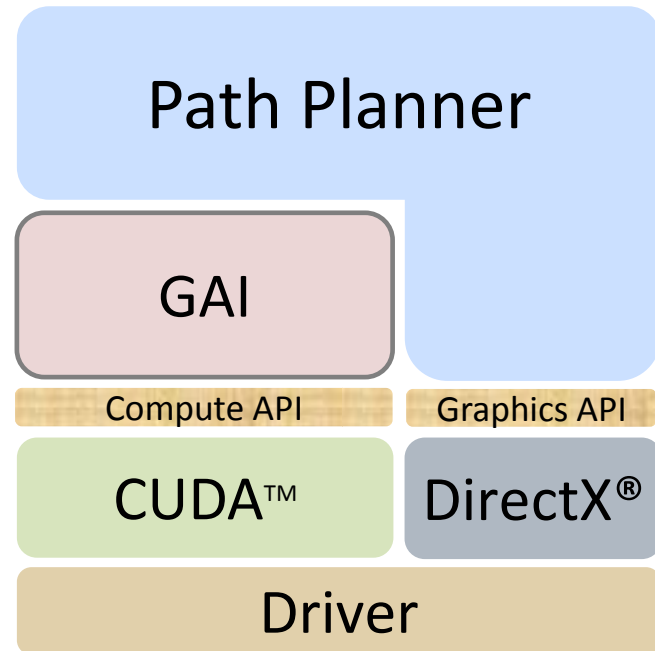 Path Planner
GAI
Compute API
Graphics API
CUDA™
DirectX®
Driver